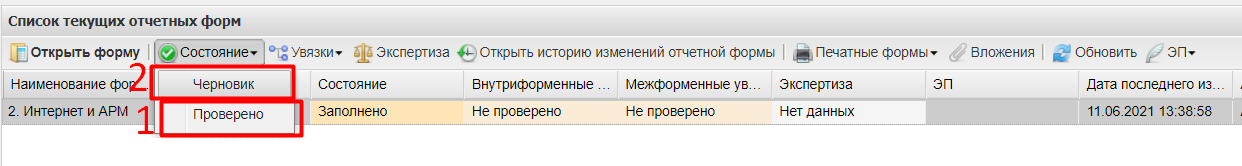 Список текущих отчетных форм
Открыть форму Состояние Увязки Экспертиза Открыть историю изменений отчетной формы Печатные формы Вложения Обновить ЭП
Наименование фор... 2 Черновик Состояние Внутриформенные ... Межформенные ув... Экспертиза ЭП Дата последнего из...
2. Интернет и АРМ 1 Проверено Заполнено Не проверено Не проверено Нет данных 11.06.2021 13:38:58